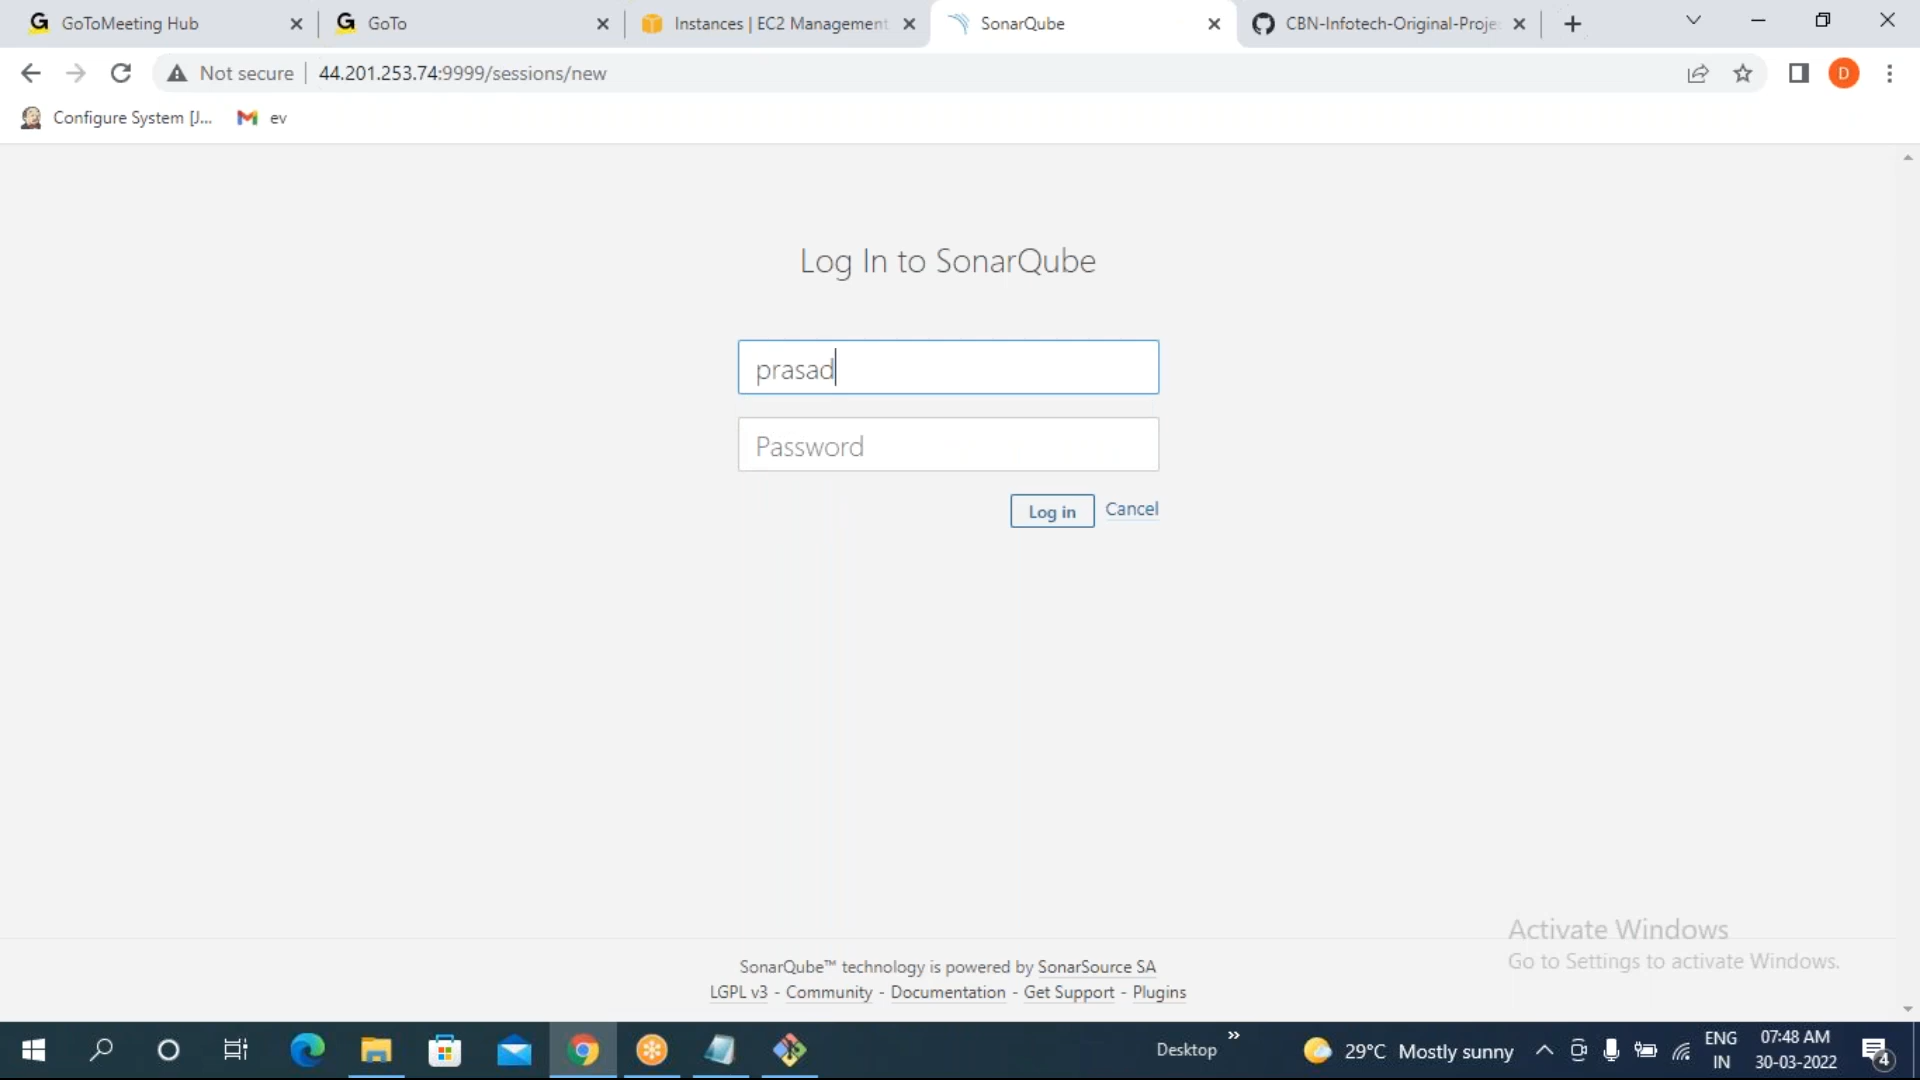 GoToMeeting Hub
GoTo
Instances | EC2 Management
SonarQube
CBN-Infotech-Original-Proje
Not secure
44.201.253.74:9999/sessions/new
D
Configure System [J...
ev
Log In to SonarQube
prasad
Password
Log in
Cancel
Activate Windows
Go to Settings to activate Windows.
SonarQube™ technology is powered by SonarSource SA
LGPL v3 - Community - Documentation - Get Support - Plugins
Desktop
29°C Mostly sunny
ENG
IN
07:48 AM
30-03-2022
4